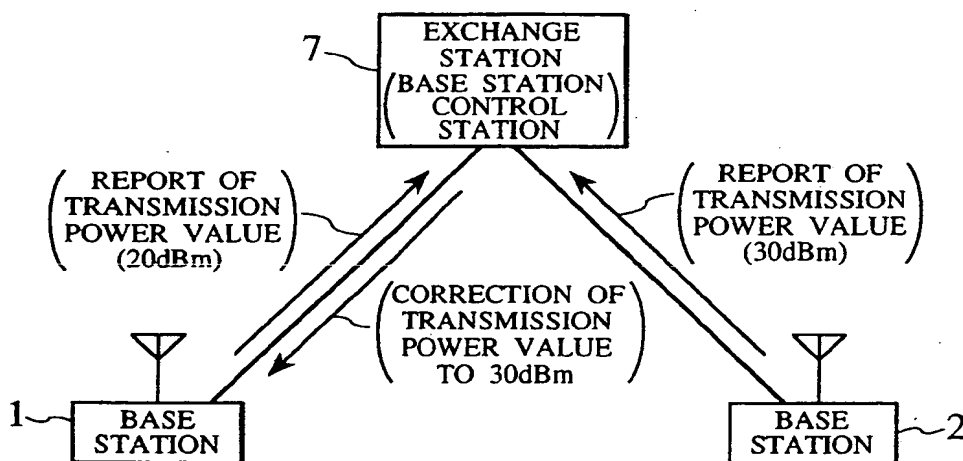 7
EXCHANGE
STATION
(BASE STATION
CONTROL
STATION)
(REPORT OF
TRANSMISSION
POWER VALUE
(20dBm))
(REPORT OF
TRANSMISSION
POWER VALUE
(30dBm))
(CORRECTION OF
TRANSMISSION
POWER VALUE
TO 30dBm)
1
BASE
STATION
BASE
STATION
2